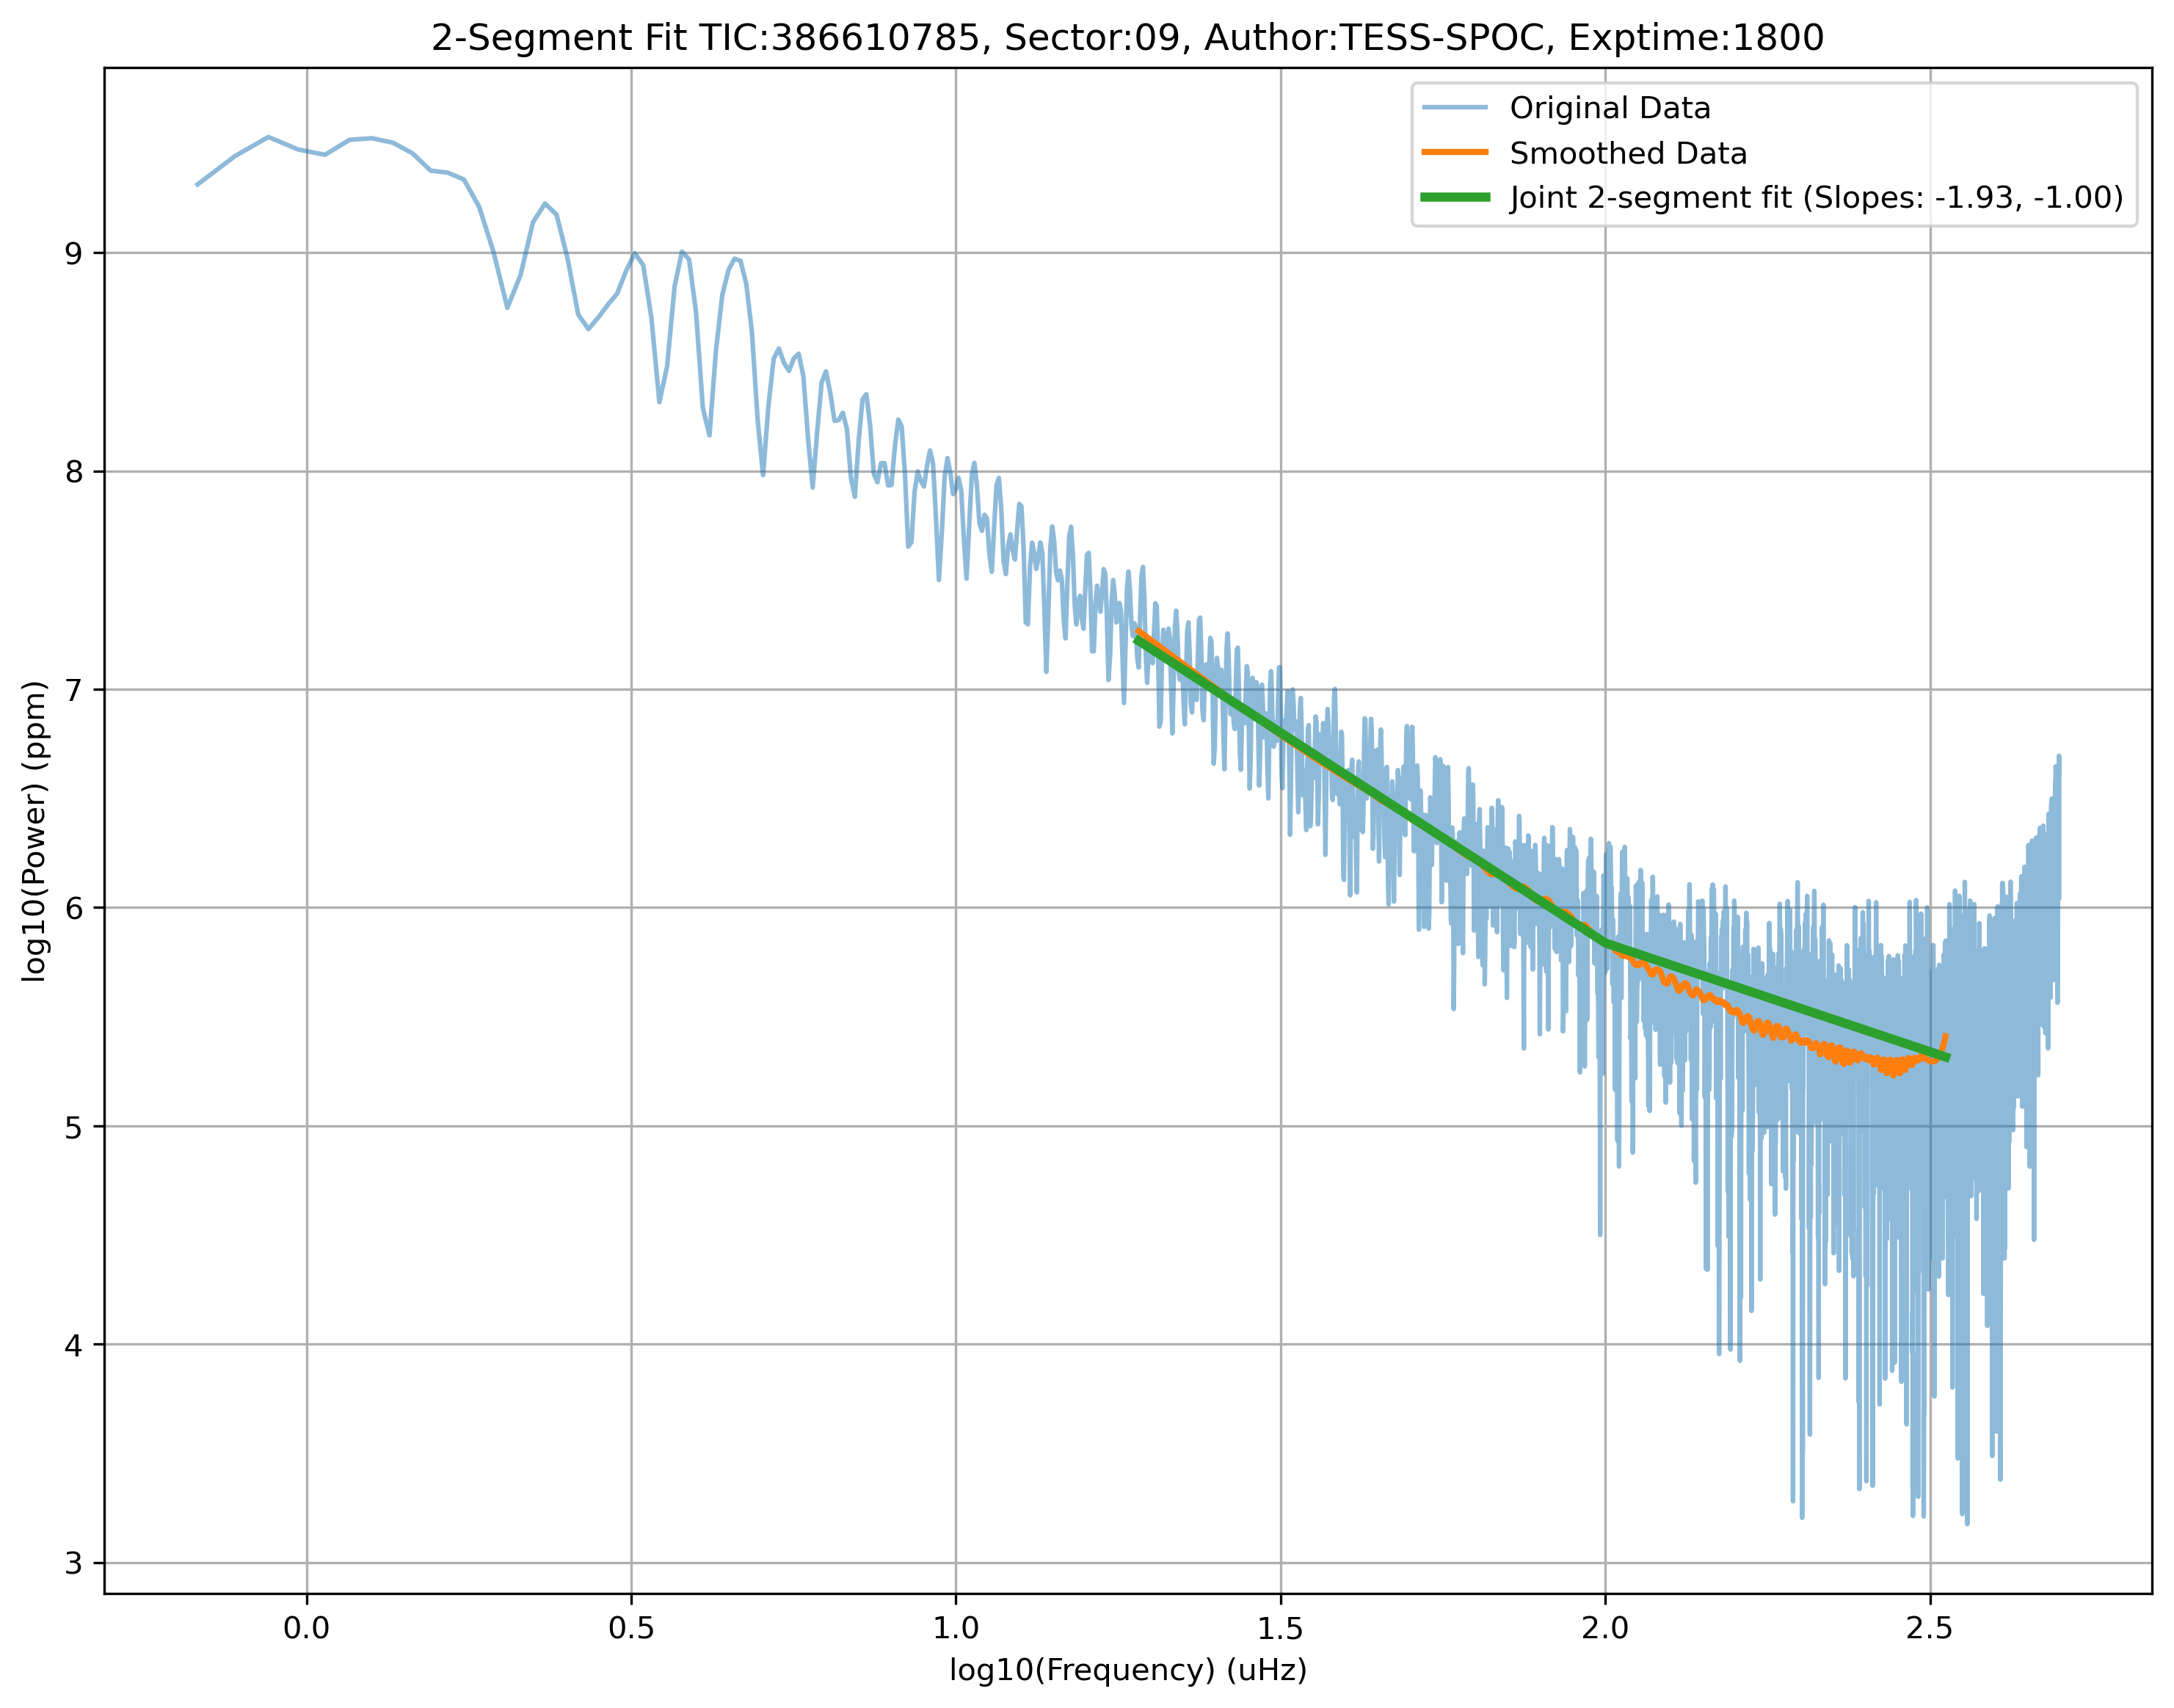 2-Segment Fit TIC:386610785, Sector:09, Author:TESS-SPOC, Exptime:1800
Original Data
Smoothed Data
Joint 2-segment fit (Slopes: -1.93, -1.00)
log10(Power) (ppm)
9
8
7
6
5
4
3
0.0 0.5 1.0 1.5 2.0 2.5
log10(Frequency) (uHz)